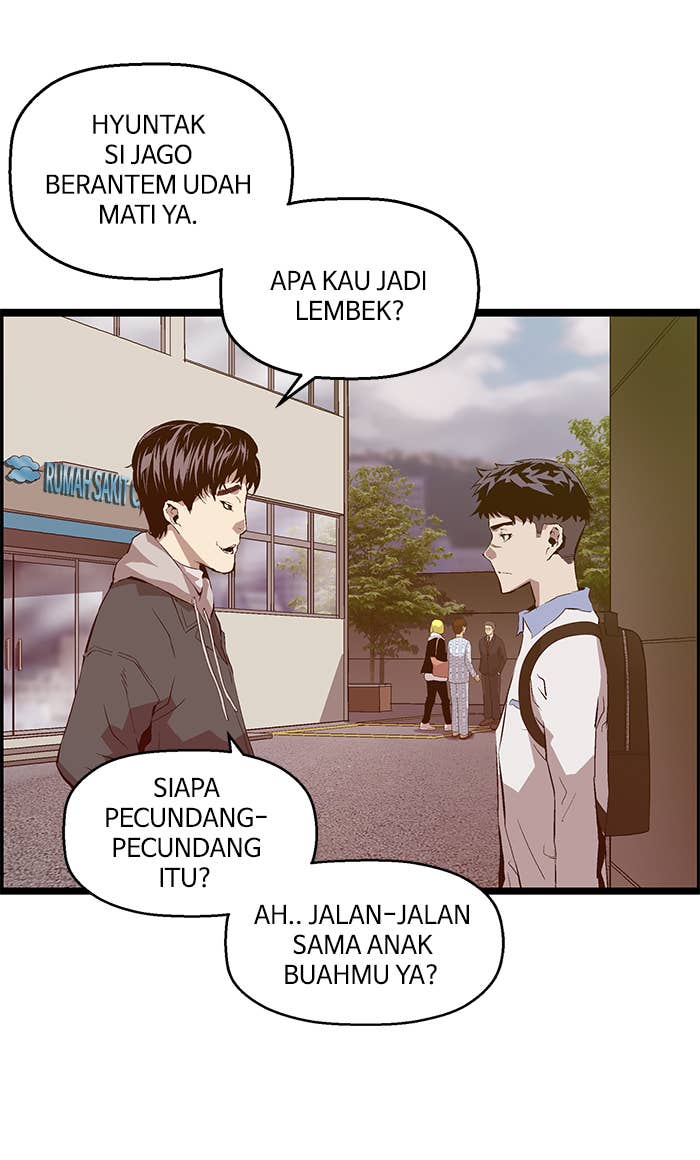 HYUNTAK
SI JAGO
BERANTEM UDAH
MATI YA.
APA KAU JADI
LEMBEK?
RUMAH SAKIT
SIAPA
PECUNDANG-
PECUNDANG
ITU?
AH.. JALAN-JALAN
SAMA ANAK
BUAHMU YA?